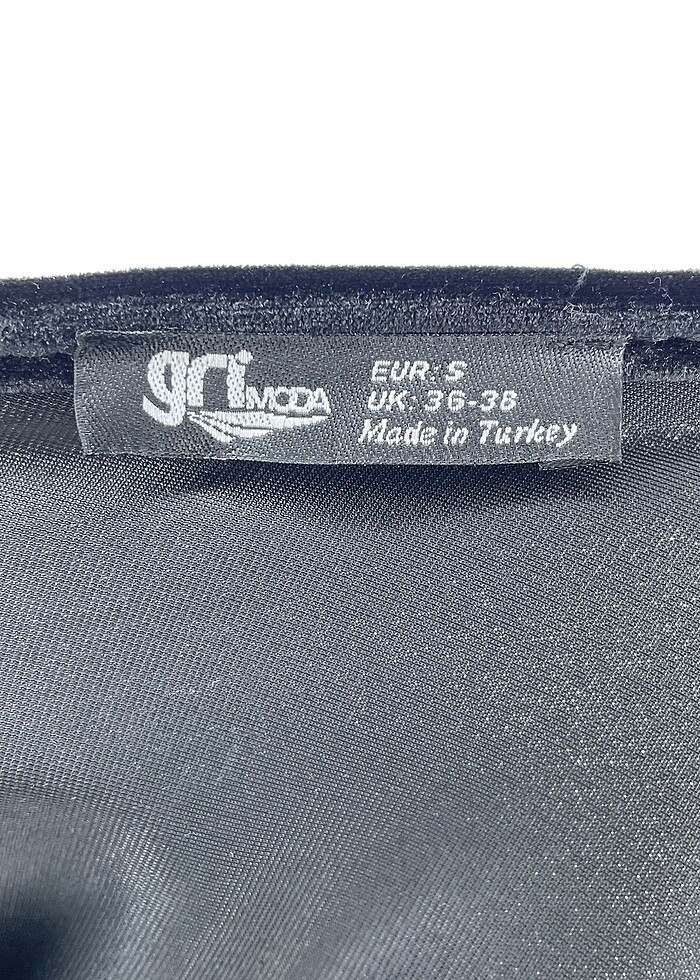 gri MODA
EUR: S
UK: 36-38
Made in Turkey